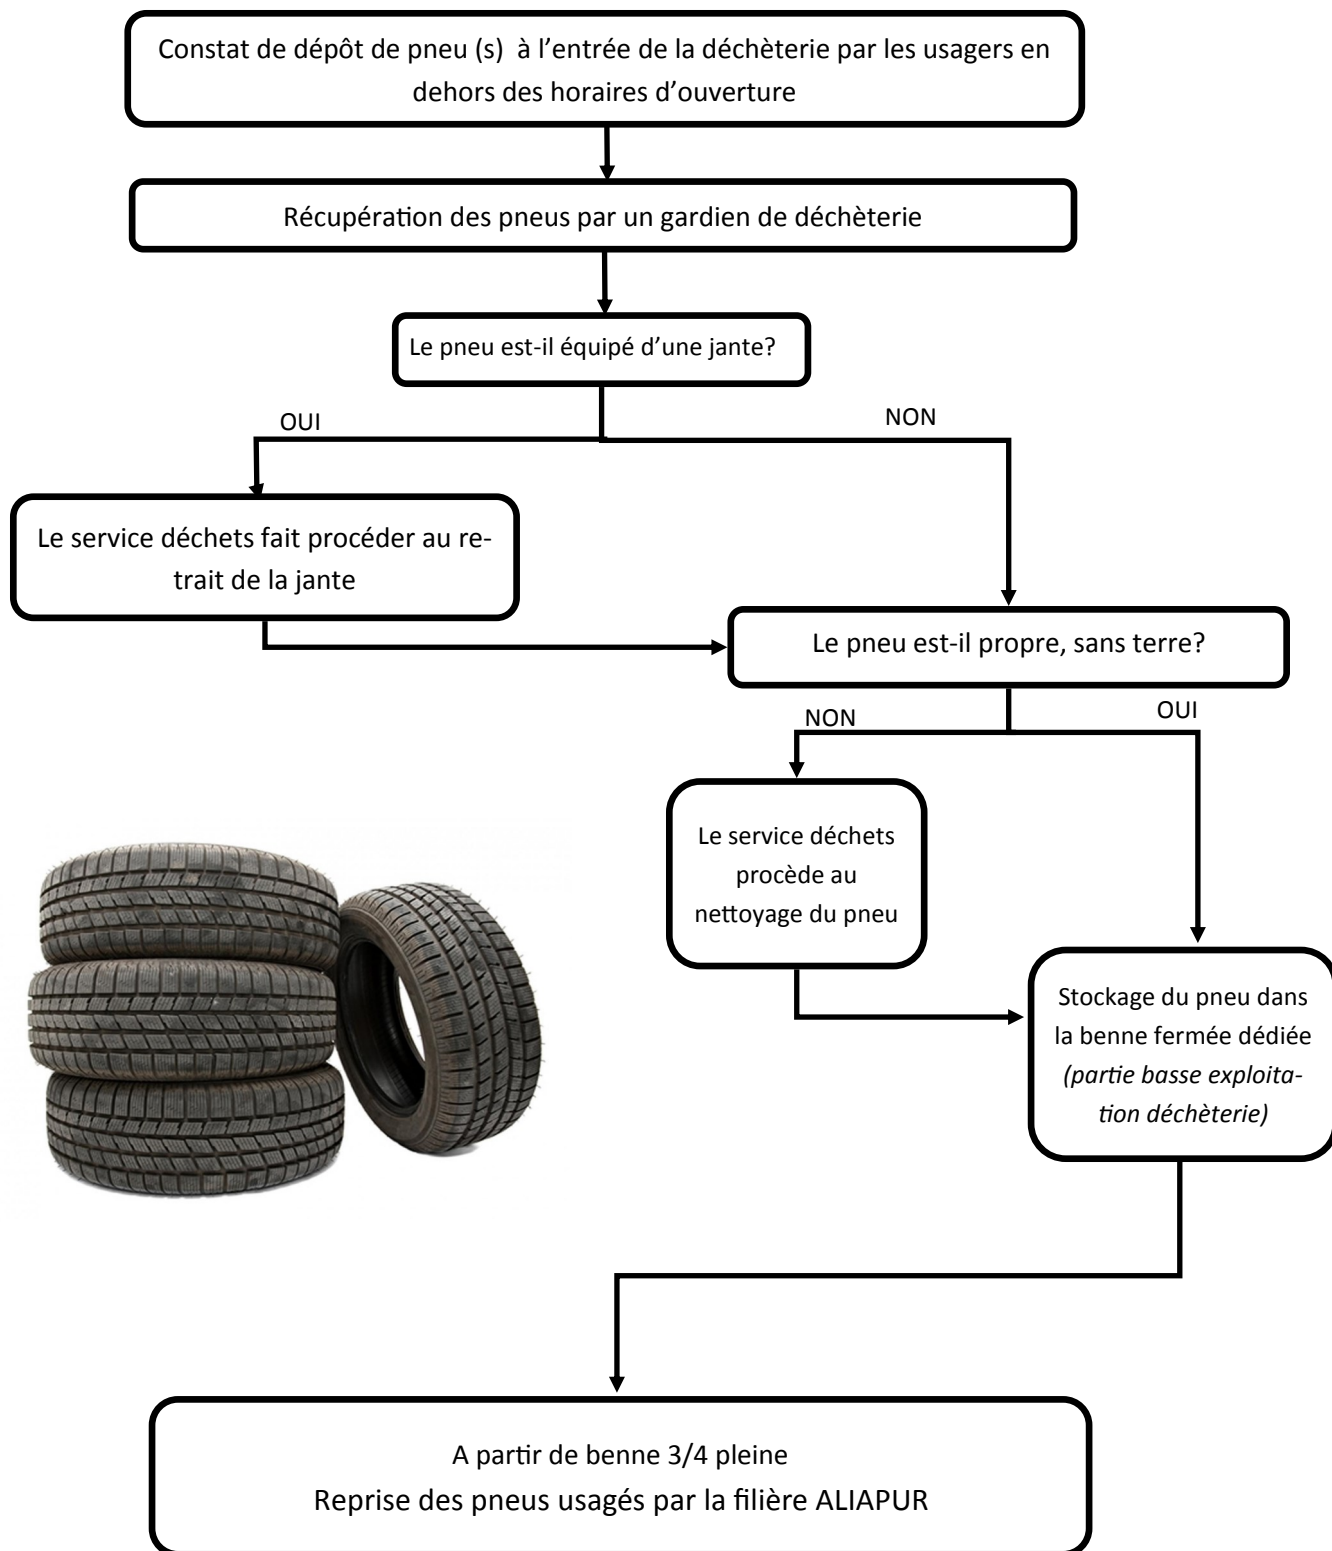 Constat de dépôt de pneu (s)  à l’entrée de la déchèterie par les usagers en
dehors des horaires d’ouverture
Récupération des pneus par un gardien de déchèterie
Le pneu est-il équipé d’une jante?
OUI
NON
Le service déchets fait procéder au re-
trait de la jante
Le pneu est-il propre, sans terre?
NON
OUI
Le service déchets
procède au
nettoyage du pneu
Stockage du pneu dans
la benne fermée dédiée
(partie basse exploita-
tion déchèterie)
A partir de benne 3/4 pleine
Reprise des pneus usagés par la filière ALIAPUR